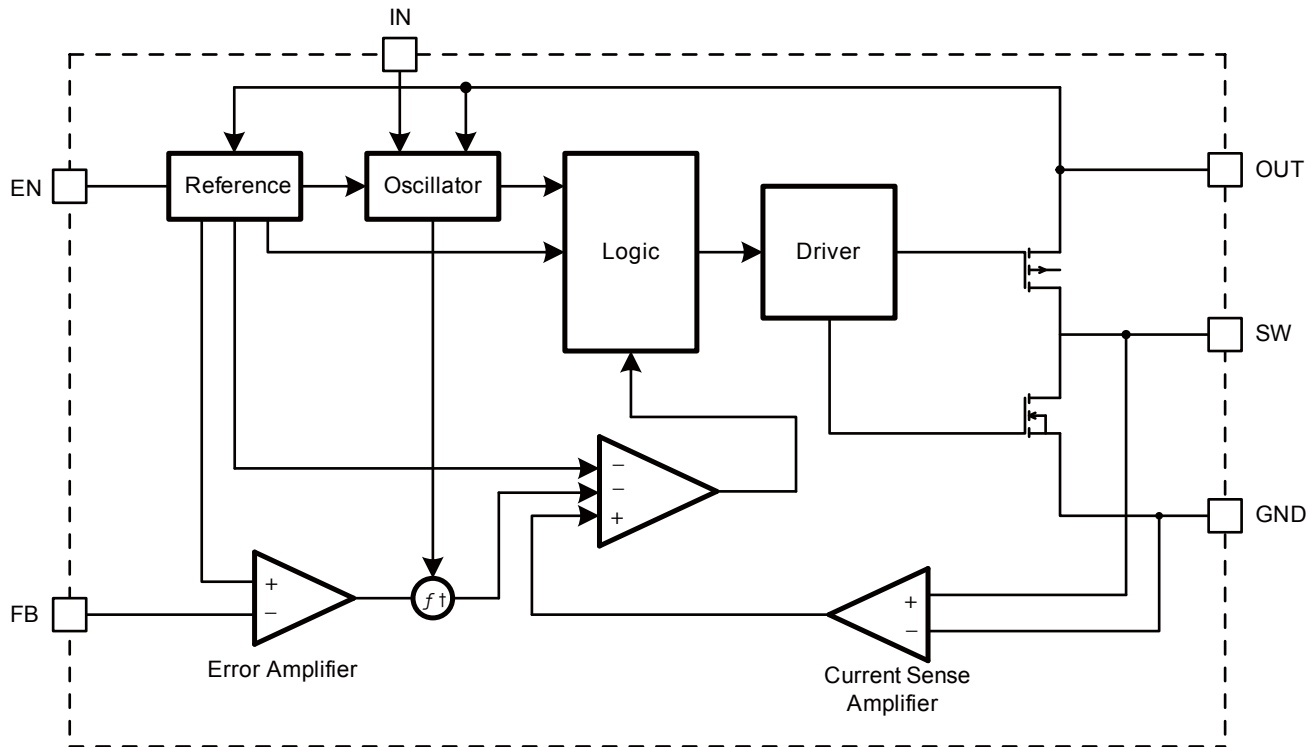 IN
EN
Reference
Oscillator
Logic
Driver
OUT
SW
GND
−
−
+
FB
+
−
ƒ†
+
−
Error Amplifier
Current Sense
Amplifier